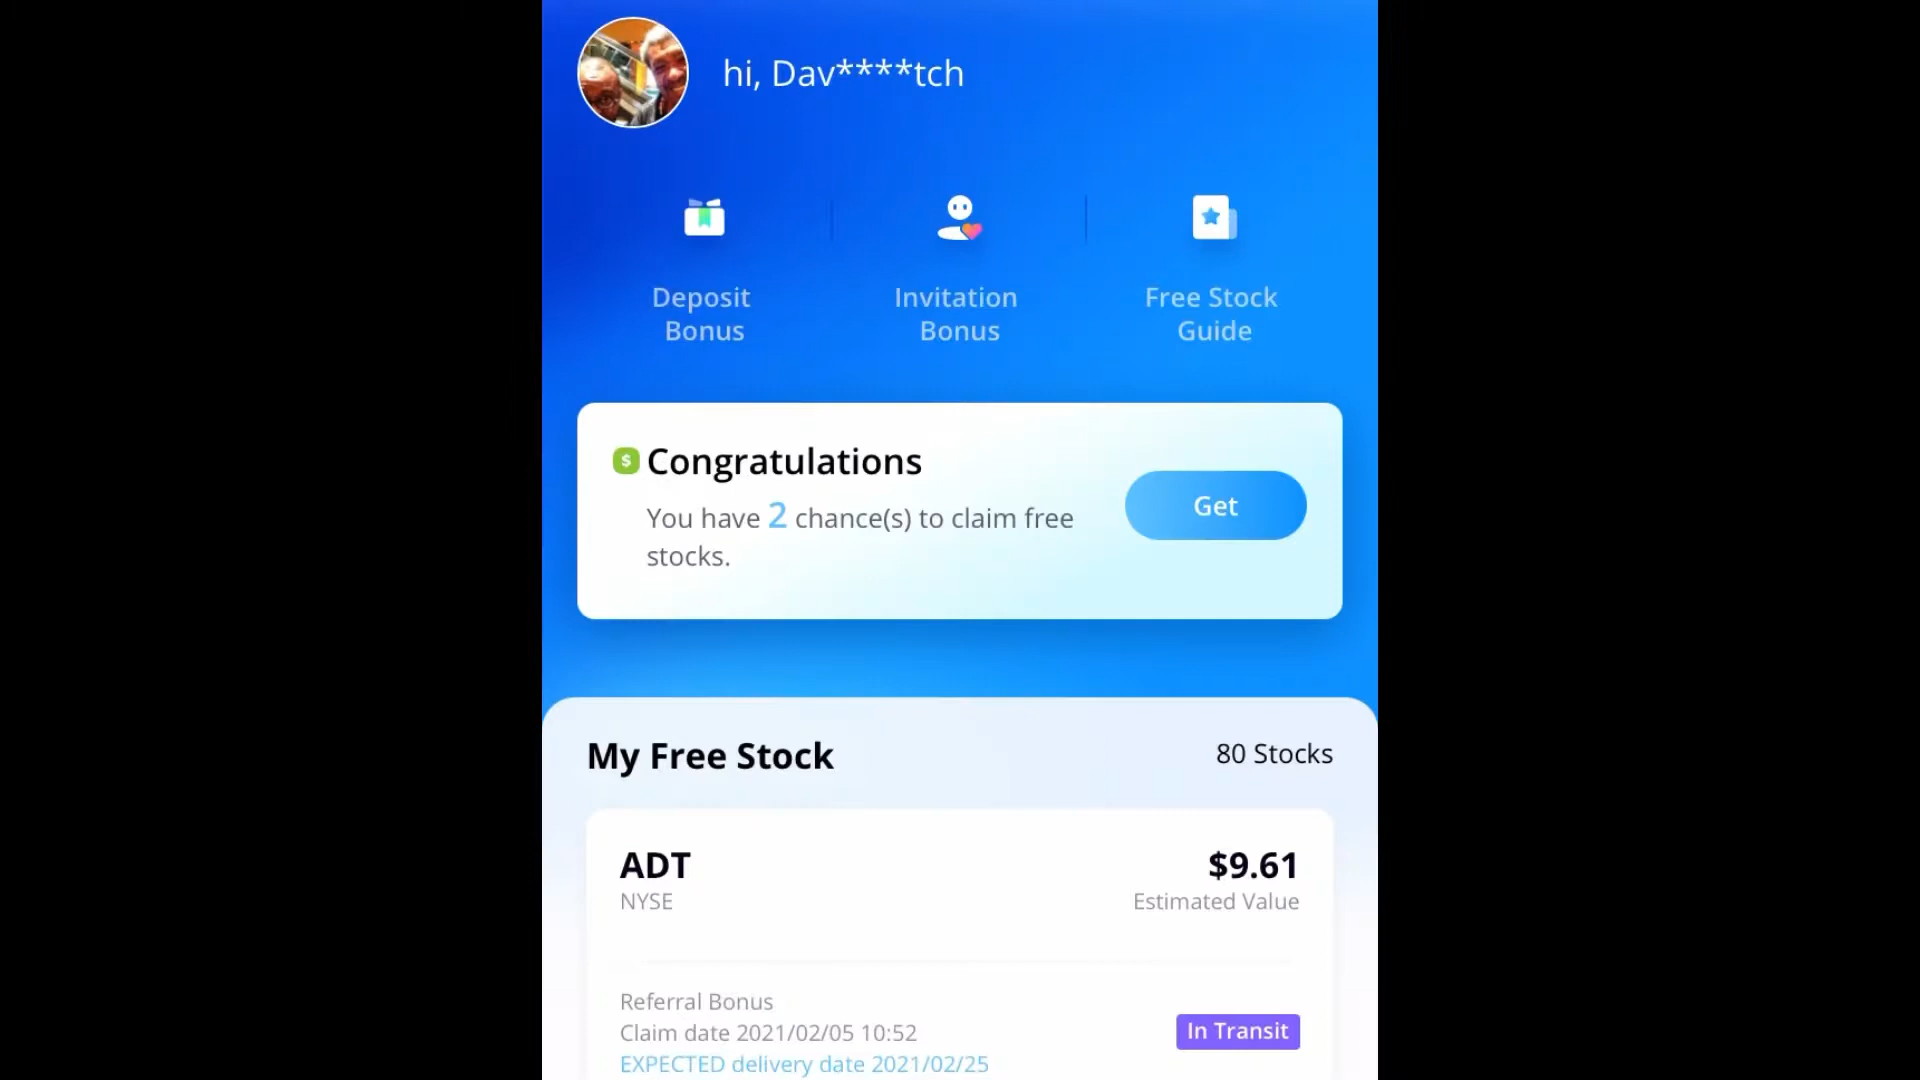 hi, Dav****tch
Deposit
Bonus
Invitation
Bonus
Free Stock
Guide
$ Congratulations
You have 2 chance(s) to claim free
stocks.
Get
My Free Stock
80 Stocks
ADT
$9.61
NYSE
Estimated Value
Referral Bonus
Claim date 2021/02/05 10:52
In Transit
EXPECTED delivery date 2021/02/25